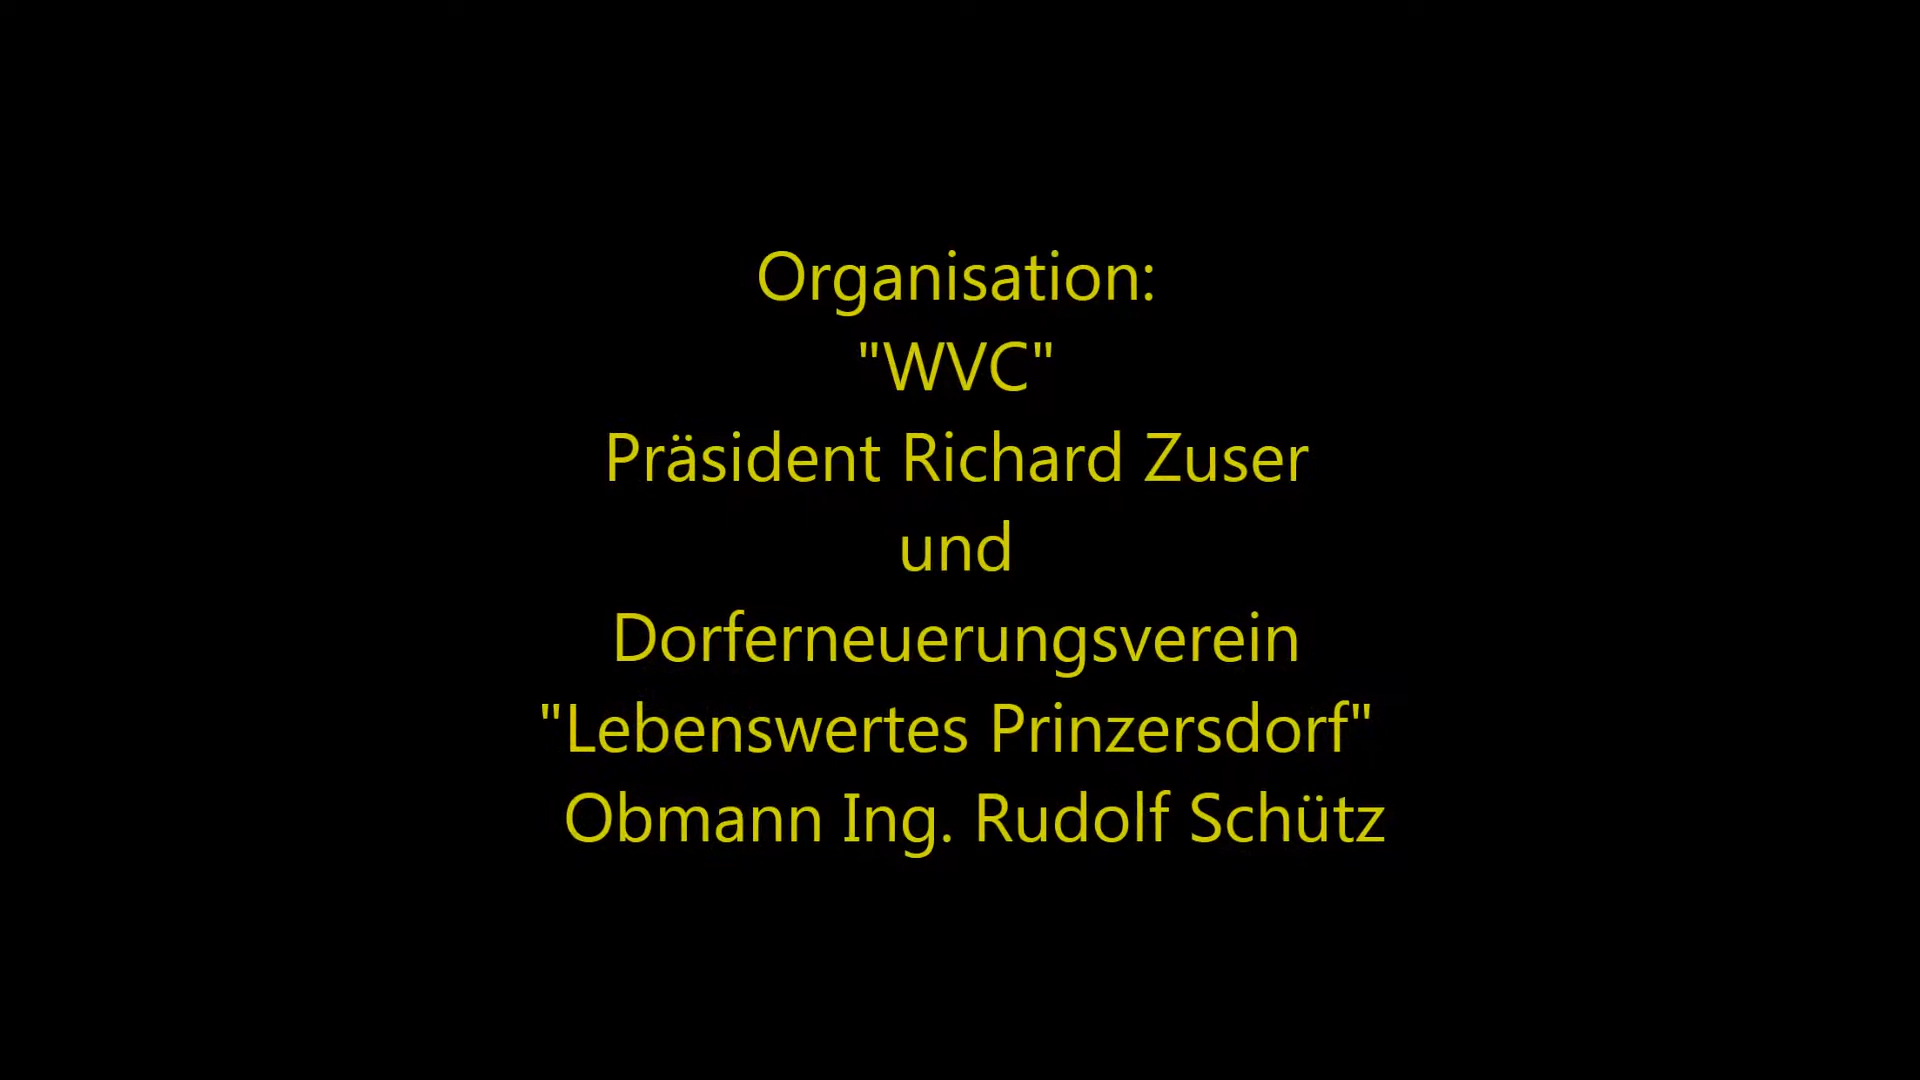 Organisation:
"WVC"
Präsident Richard Zuser
und
Dorferneuerungsverein
"Lebenswertes Prinzersdorf"
Obmann Ing. Rudolf Schütz